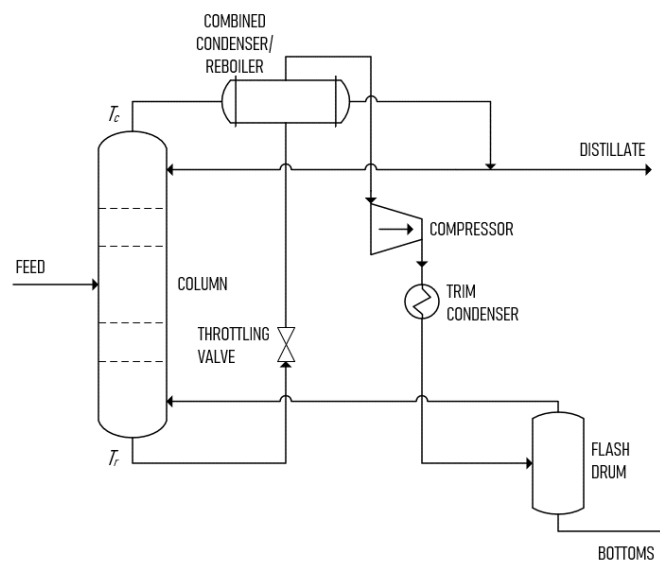 COMBINED
CONDENSER/
REBOILER
Tc
DISTILLATE
COMPRESSOR
FEED
COLUMN
TRIM
CONDENSER
THROTTLING
VALVE
Tr
FLASH
DRUM
BOTTOMS